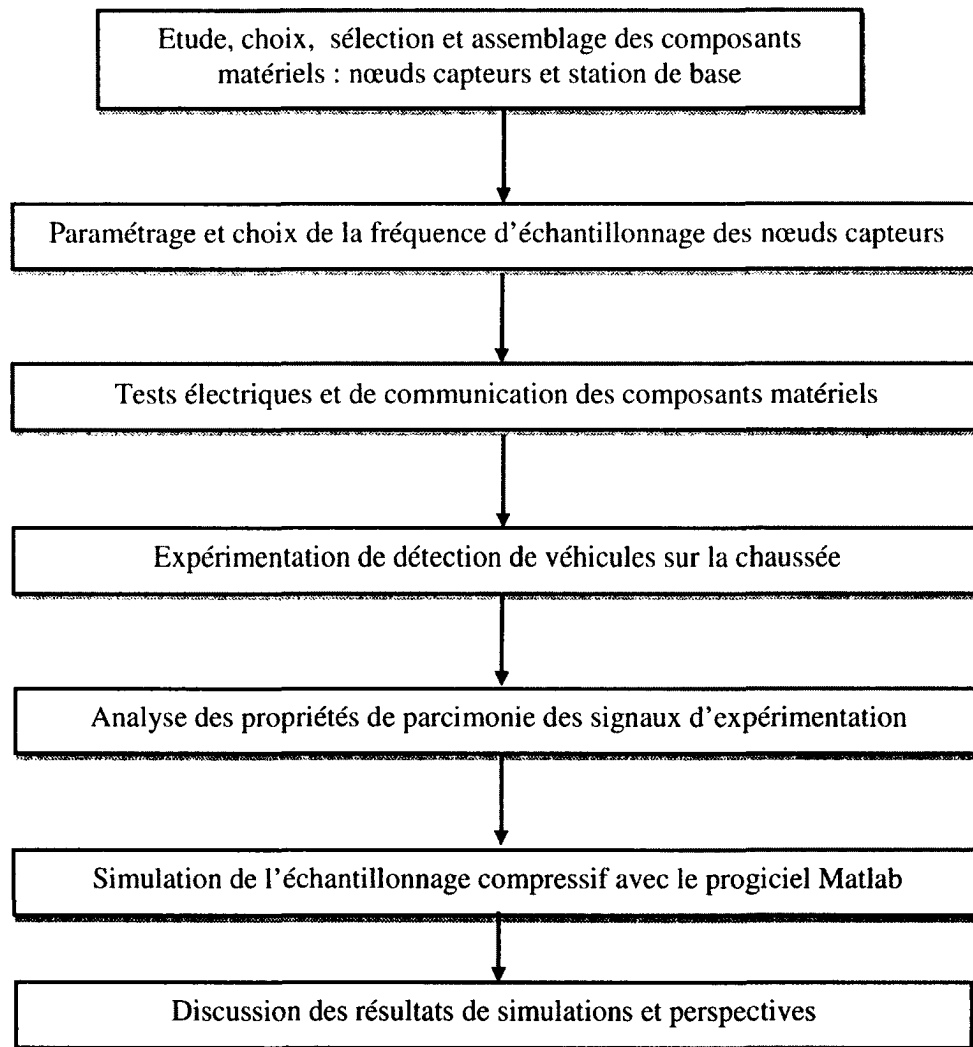 Etude, choix, sélection et assemblage des composants
matériels : nœuds capteurs et station de base
Paramétrage et choix de la fréquence d'échantillonnage des nœuds capteurs
Tests électriques et de communication des composants matériels
Expérimentation de détection de véhicules sur la chaussée
Analyse des propriétés de parcimonie des signaux d'expérimentation
Simulation de l'échantillonnage compressif avec le progiciel Matlab
Discussion des résultats de simulations et perspectives